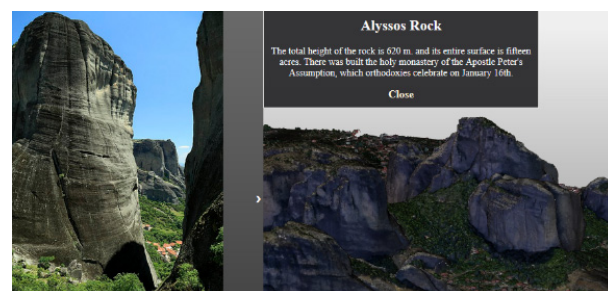 Alyssos Rock
The total height of the rock is 620 m. and its entire surface is fifteen
acres. There was built the holy monastery of the Apostle Peter's
Assumption, which orthodoxies celebrate on January 16th.
Close
›